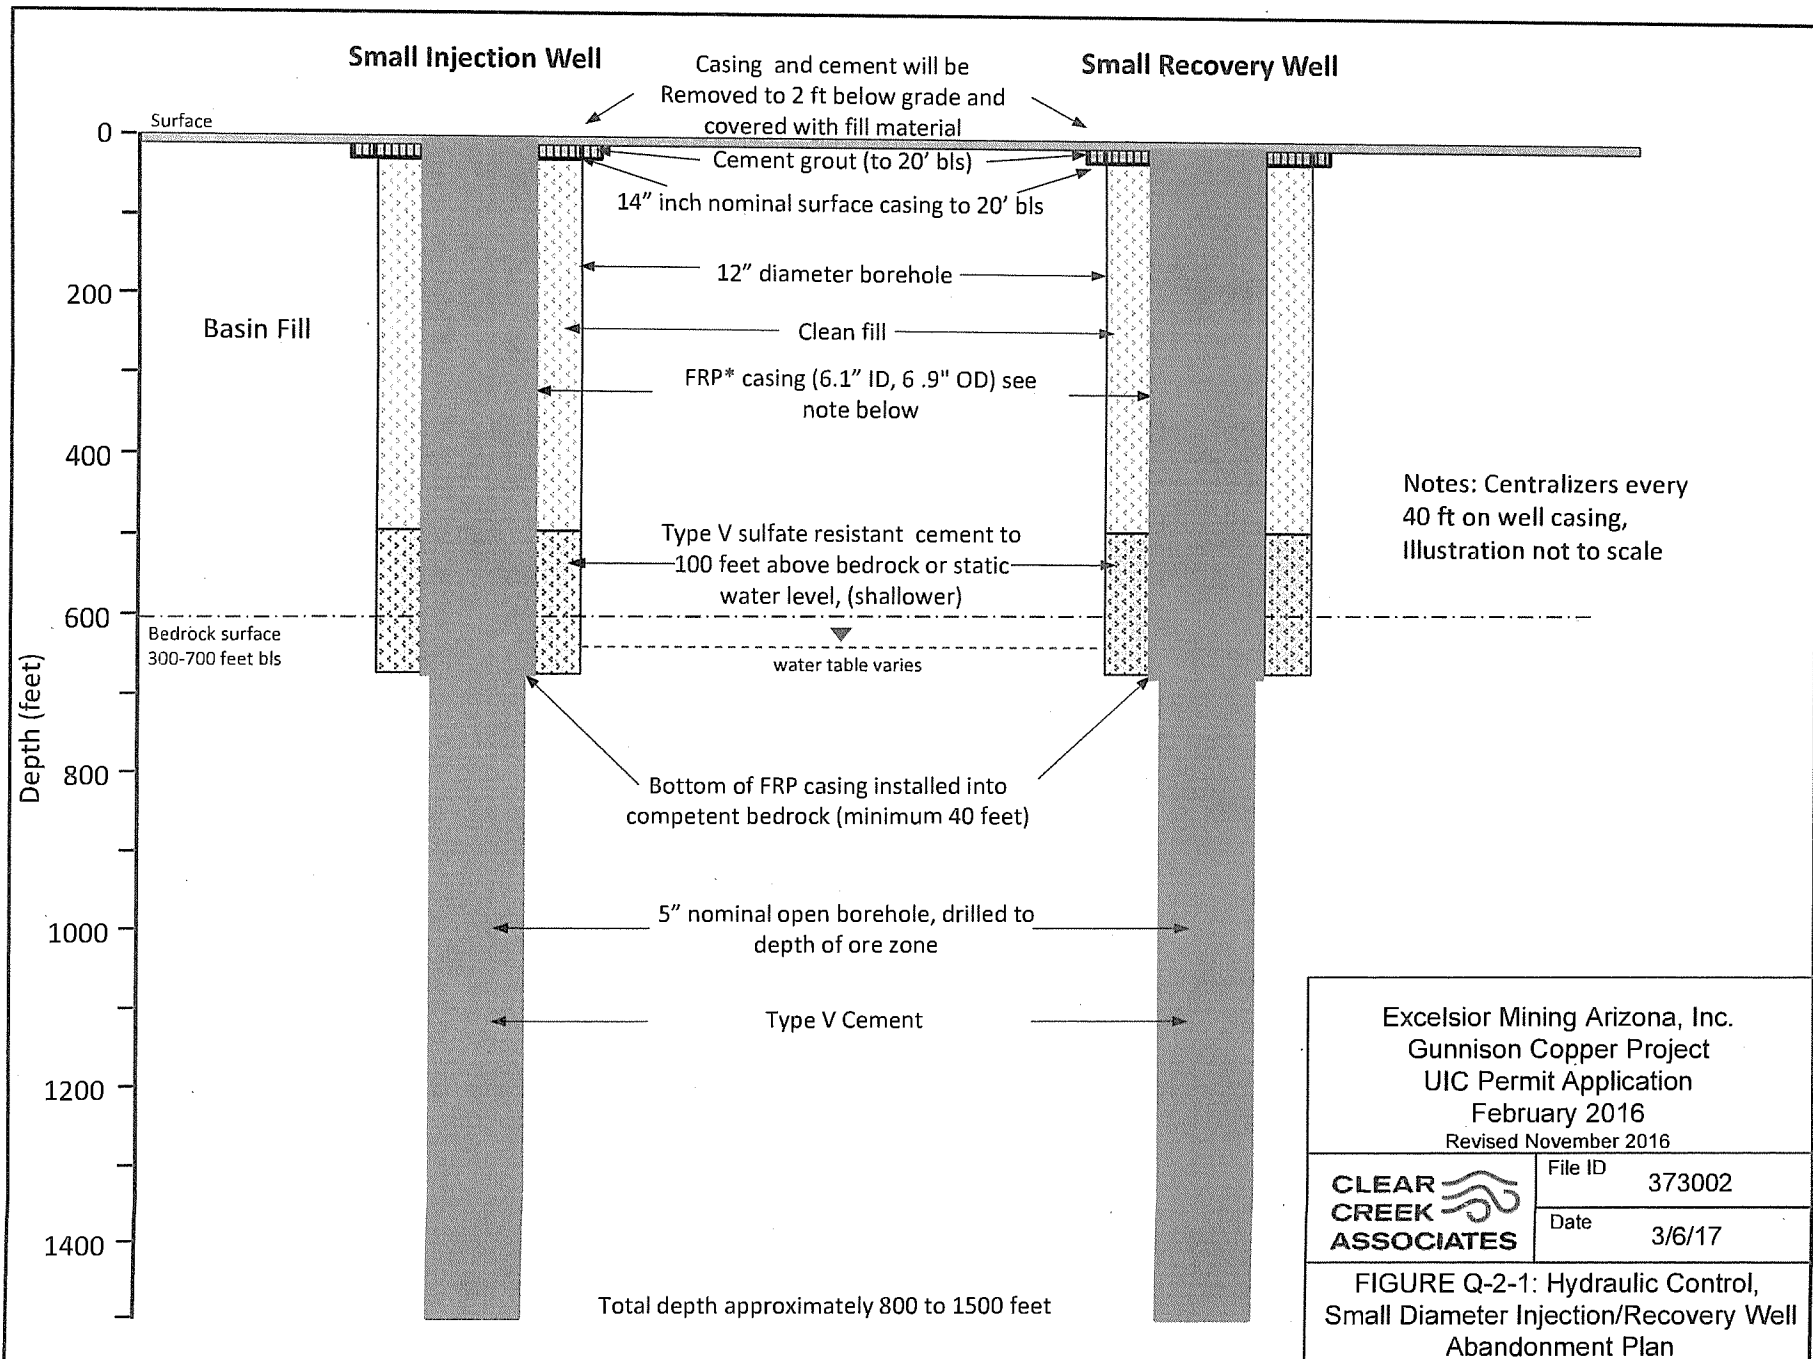 Small Injection Well
Small Recovery Well
Casing and cement will be
Removed to 2 ft below grade and
covered with fill material
Surface
Cement grout (to 20' bls)
14" inch nominal surface casing to 20' bls
12" diameter borehole
Clean fill
Basin Fill
FRP* casing (6.1" ID, 6 .9" OD) see
note below
Notes: Centralizers every
40 ft on well casing,
Illustration not to scale
Type V sulfate resistant cement to
100 feet above bedrock or static
water level, (shallower)
Bedrock surface
300-700 feet bls
water table varies
Bottom of FRP casing installed into
competent bedrock (minimum 40 feet)
5" nominal open borehole, drilled to
depth of ore zone
Type V Cement
Total depth approximately 800 to 1500 feet
Depth (feet)
0
200
400
600
800
1000
1200
1400
Excelsior Mining Arizona, Inc.
Gunnison Copper Project
UIC Permit Application
February 2016
Revised November 2016
CLEAR
CREEK
ASSOCIATES
File ID 373002
Date 3/6/17
FIGURE Q-2-1: Hydraulic Control,
Small Diameter Injection/Recovery Well
Abandonment Plan